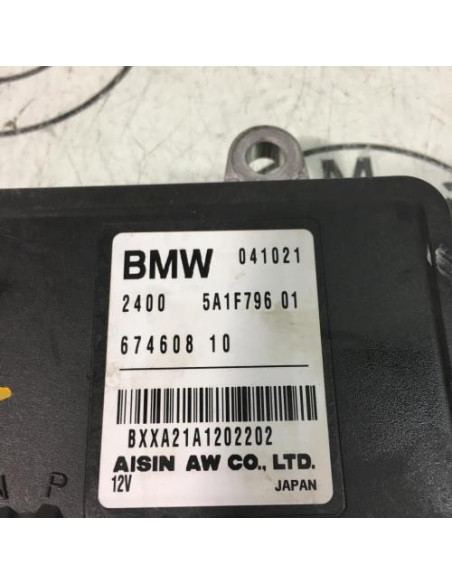 BMW 041021
2400 5A1F796 01
674608 10
BXXA21A1202202
AISIN AW CO., LTD.
12V JAPAN
N P
M